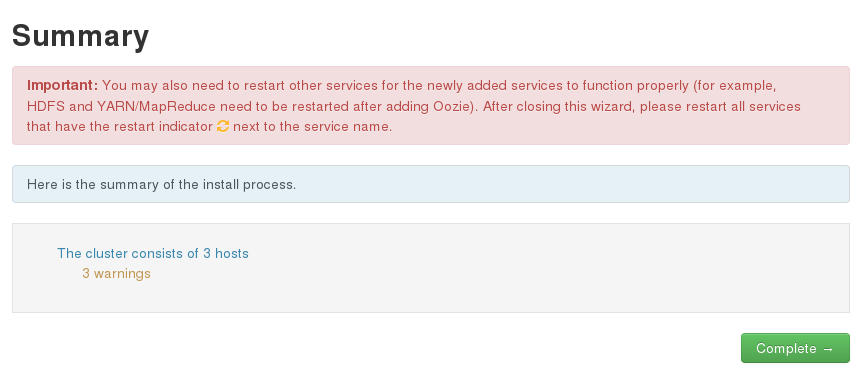 Summary
Important: You may also need to restart other services for the newly added services to function properly (for example,
HDFS and YARN/MapReduce need to be restarted after adding Oozie). After closing this wizard, please restart all services
that have the restart indicator next to the service name.
Here is the summary of the install process.
The cluster consists of 3 hosts
3 warnings
Complete →